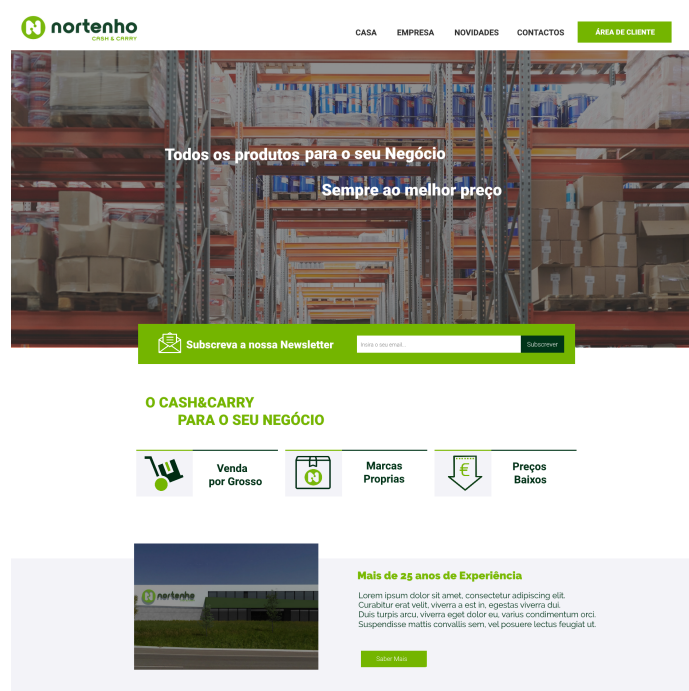 nortenho
CASH & CARRY
CASA EMPRESA NOVIDADES CONTACTOS ÁREA DE CLIENTE
Todos os produtos para o seu Negócio
Sempre ao melhor preço
Subscreva a nossa Newsletter
Insira o seu email...
Subscrever
O CASH&CARRY
PARA O SEU NEGÓCIO
Venda
por Grosso
Marcas
Proprias
Preços
Baixos
nortenho
Mais de 25 anos de Experiência
Lorem ipsum dolor sit amet, consectetur adipiscing elit.
Curabitur erat velit, viverra a est in, egestas viverra dui.
Duis turpis arcu, viverra eget dolor eu, varius condimentum orci.
Suspendisse mattis convallis sem, vel posuere lectus feugiat ut.
Saber Mais